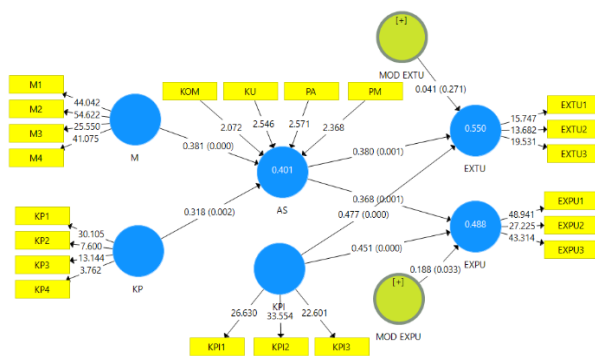 [+]
MOD EXTU
M1
M2
M3
M4
44.042
54.622
25.550
41.075
M
KOM
KU
PA
PM
2.072
2.546
2.571
2.368
0.041 (0.271)
0.381 (0.000)
0.401
AS
0.380 (0.001)
0.550
EXTU
15.747
13.682
19.531
EXTU1
EXTU2
EXTU3
0.318 (0.002)
0.368 (0.001)
0.477 (0.000)
0.451 (0.000)
KP1
KP2
KP3
KP4
30.105
7.600
13.144
3.762
KP
0.488
EXPU
48.941
27.225
43.314
EXPU1
EXPU2
EXPU3
KPI
26.630
33.554
22.601
KPI1
KPI2
KPI3
0.188 (0.033)
[+]
MOD EXPU